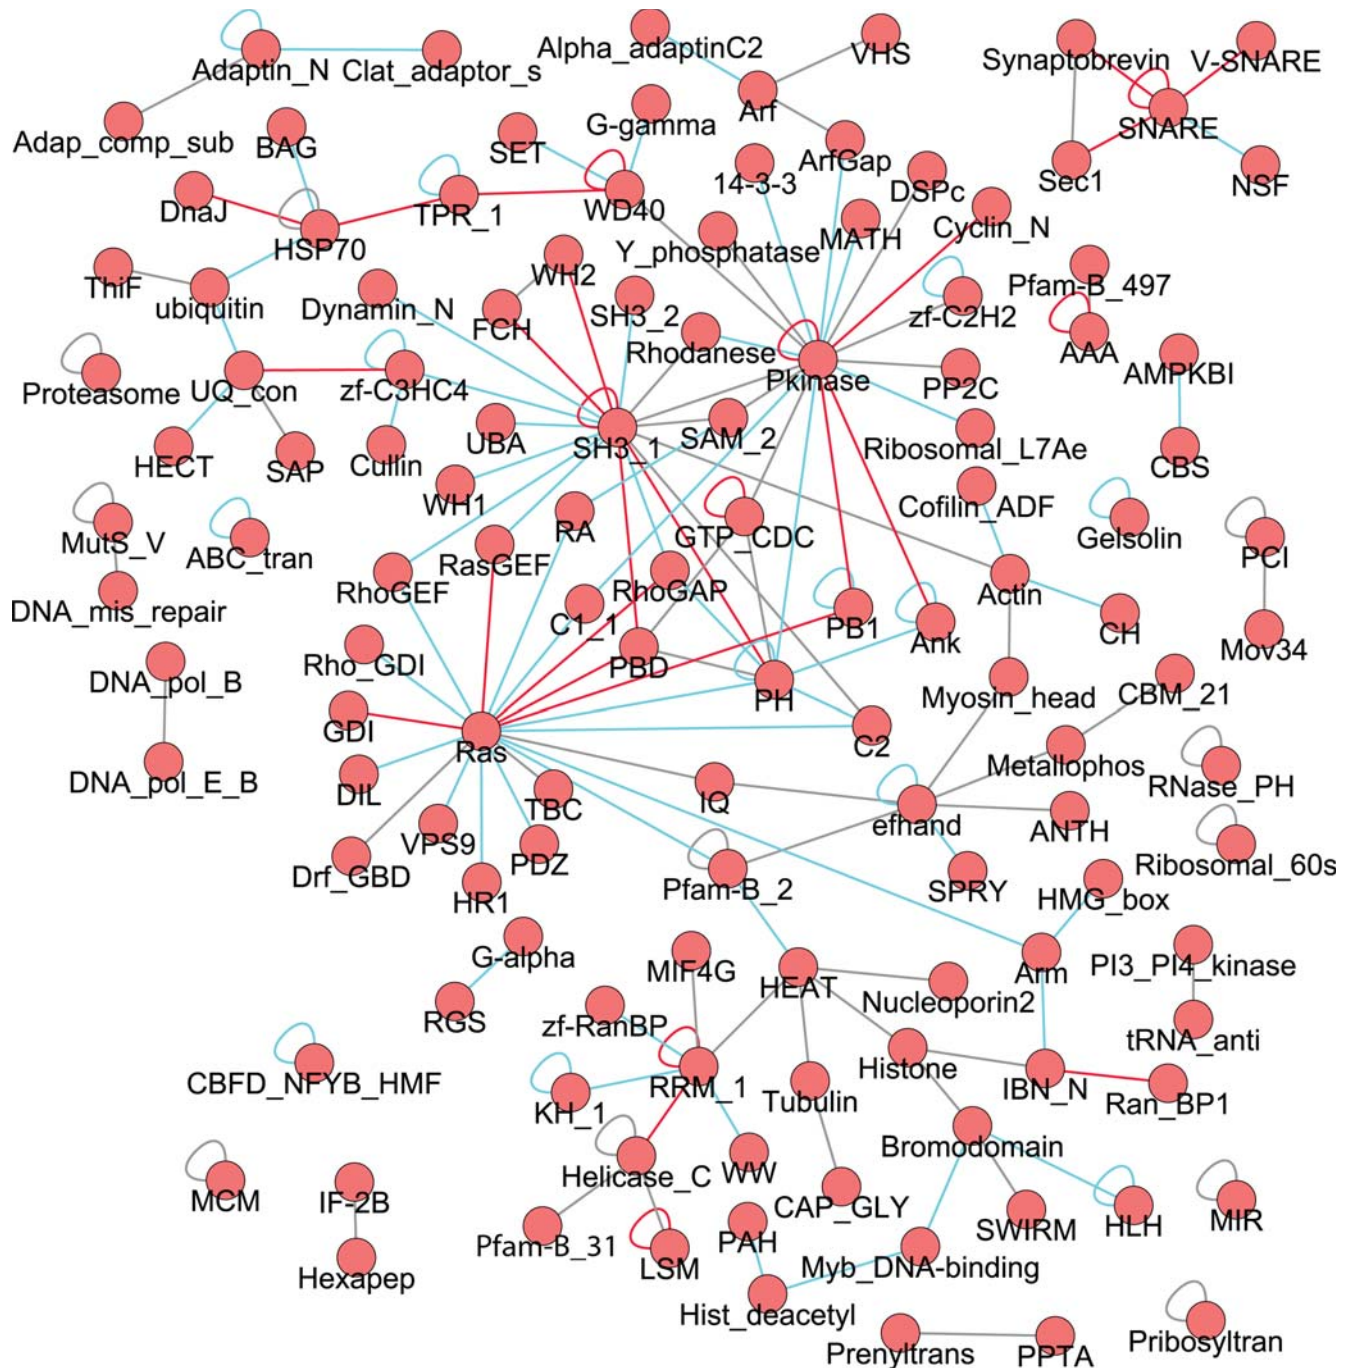 Alpha_adaptinC2
VHS
Synaptobrevin
V-SNARE
Adaptin_N
Clat_adaptor_s
Arf
SNARE
Adap_comp_sub
BAG
SET
G-gamma
ArfGap
14-3-3
DSPc
Sec1
NSF
DnaJ
HSP70
TPR_1
WD40
Y_phosphatase
MATH
Cyclin_N
ThiF
ubiquitin
Dynamin_N
WH2
FCH
SH3_2
Rhodanese
zf-C2H2
Pfam-B_497
AAA
AMPKBI
Proteasome
UQ_con
zf-C3HC4
Pkinase
PP2C
HECT
SAP
Cullin
UBA
SH3_1
SAM_2
Ribosomal_L7Ae
CBS
WH1
Cofilin_ADF
MutS_V
ABC_tran
RA
GTP_CDC
Gelsolin
PCI
DNA_mis_repair
RhoGEF
RasGEF
RhoGAP
C1_1
PB1
Ank
Actin
CH
Mov34
Rho_GDI
PBD
PH
Myosin_head
CBM_21
DNA_pol_B
GDI
Ras
C2
Metallophos
RNase_PH
DNA_pol_E_B
DIL
TBC
IQ
efhand
ANTH
VPS9
PDZ
Drf_GBD
HR1
Pfam-B_2
SPRY
HMG_box
Ribosomal_60s
G-alpha
MIF4G
HEAT
Nucleoporin2
Arm
PI3_PI4_kinase
RGS
zf-RanBP
tRNA_anti
CBFD_NFYB_HMF
KH_1
RRM_1
Tubulin
Histone
IBN_N
Ran_BP1
Bromodomain
MCM
IF-2B
Helicase_C
WW
CAP_GLY
SWIRM
HLH
MIR
Pfam-B_31
LSM
PAH
Myb_DNA-binding
Hexapep
Hist_deacetyl
Prenyltrans
PPTA
Pribosyltran